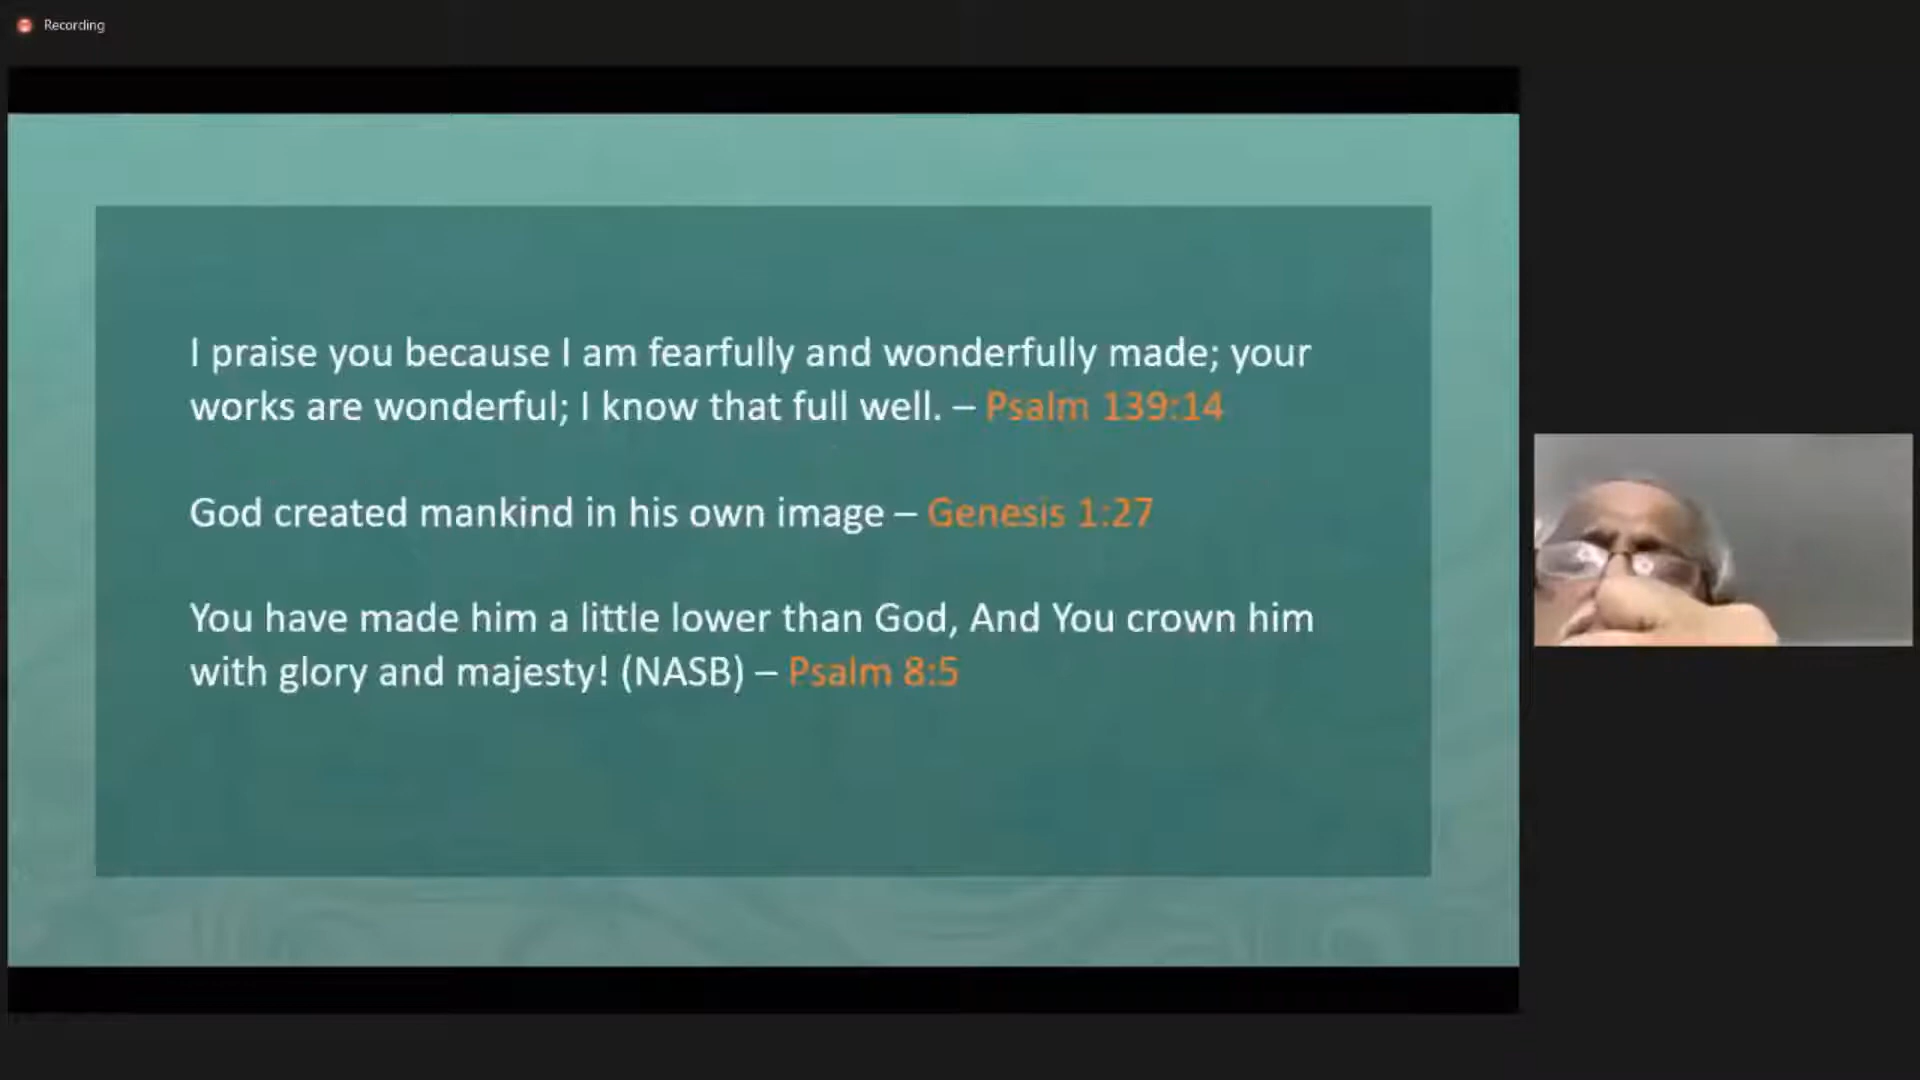 Recording
I praise you because I am fearfully and wonderfully made; your
works are wonderful; I know that full well. – Psalm 139:14
God created mankind in his own image – Genesis 1:27
You have made him a little lower than God, And You crown him
with glory and majesty! (NASB) – Psalm 8:5